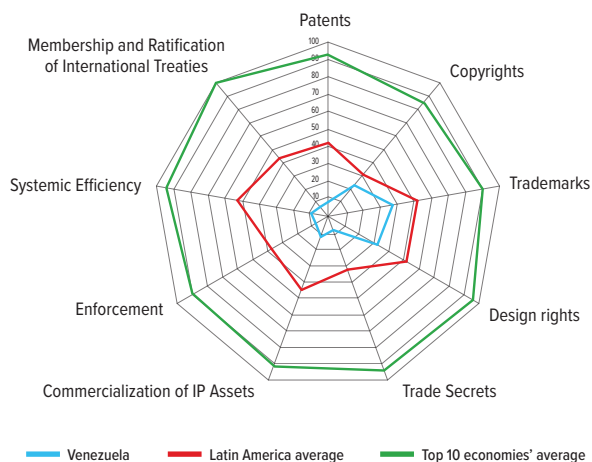 Patents
Membership and Ratification
of International Treaties
Copyrights
100
90
80
70
60
50
40
30
20
10
Systemic Efficiency
Trademarks
Enforcement
Design rights
Commercialization of IP Assets
Trade Secrets
Venezuela
Latin America average
Top 10 economies' average